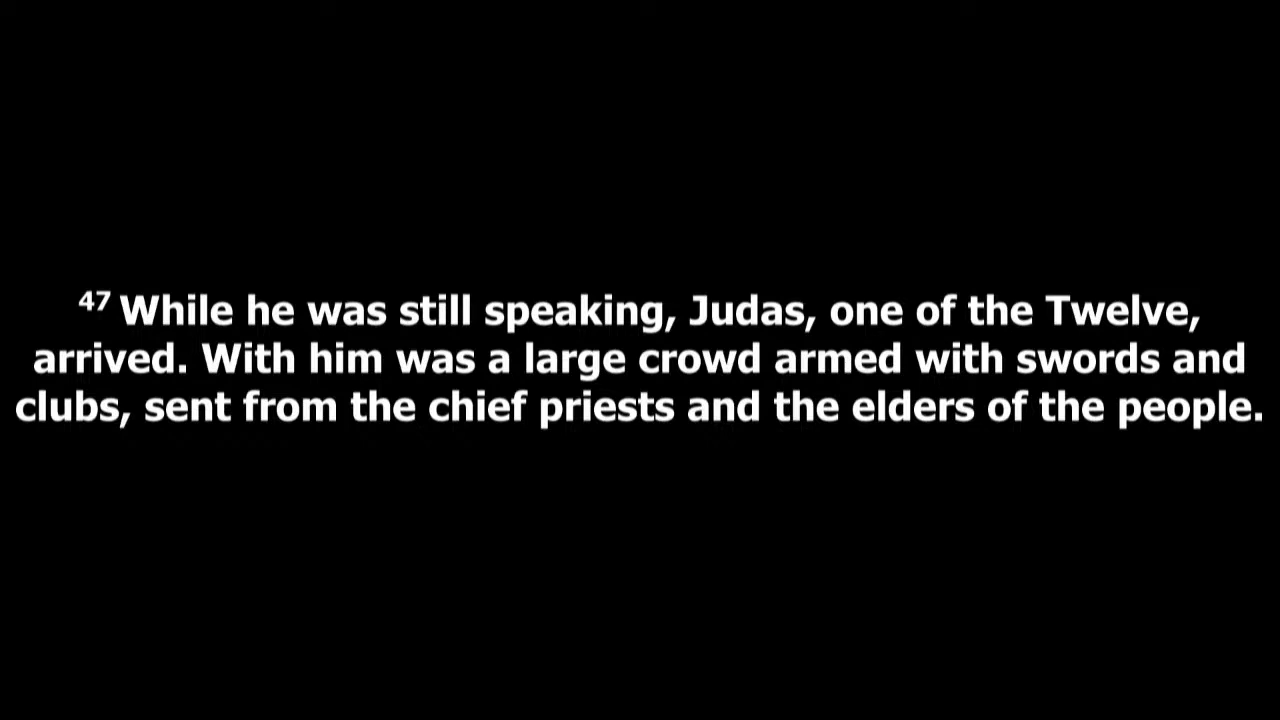 47 While he was still speaking, Judas, one of the Twelve,
arrived. With him was a large crowd armed with swords and
clubs, sent from the chief priests and the elders of the people.